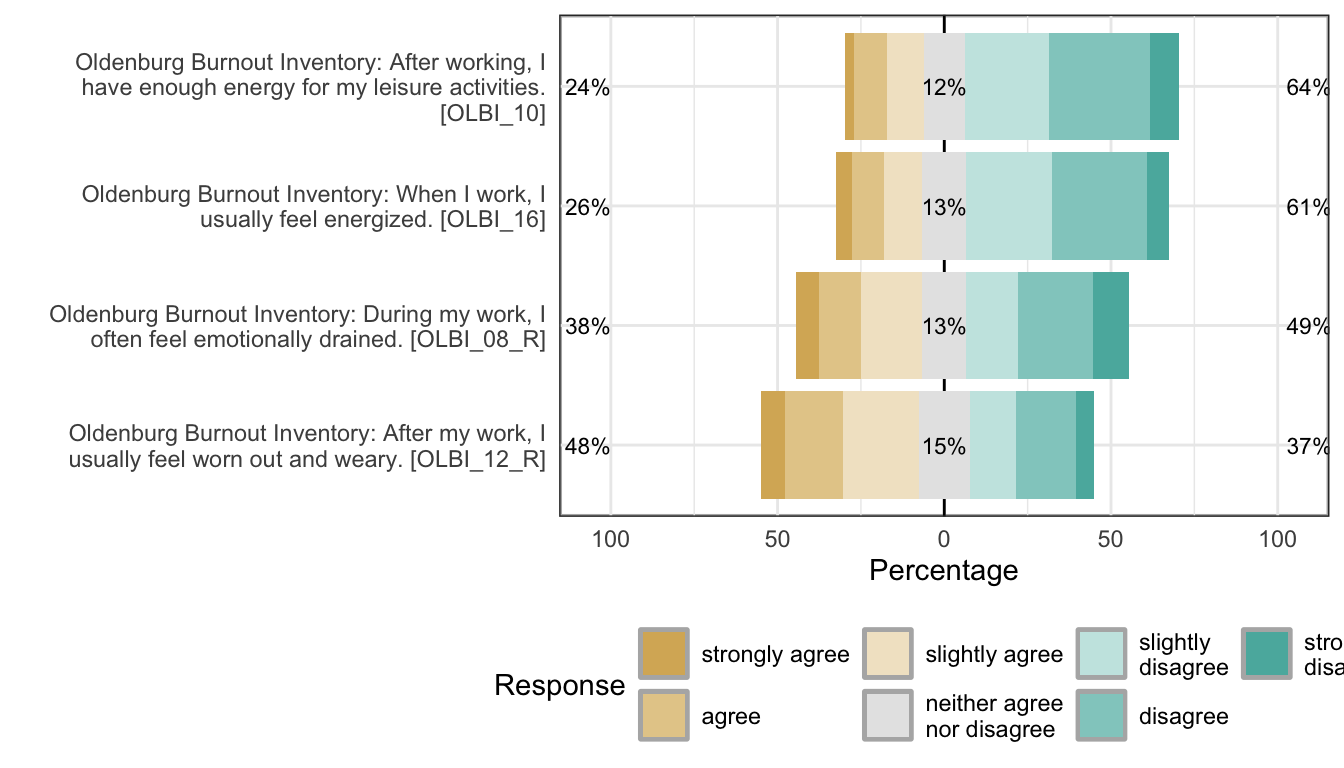 Oldenburg Burnout Inventory: After working, I
have enough energy for my leisure activities.
[OLBI_10]
24%
12%
64%
Oldenburg Burnout Inventory: When I work, I
usually feel energized. [OLBI_16]
26%
13%
61%
Oldenburg Burnout Inventory: During my work, I
often feel emotionally drained. [OLBI_08_R]
38%
13%
49%
Oldenburg Burnout Inventory: After my work, I
usually feel worn out and weary. [OLBI_12_R]
48%
15%
37%
100 50 0 50 100
Percentage
Response
strongly agree
agree
slightly agree
neither agree
nor disagree
slightly
disagree
disagree